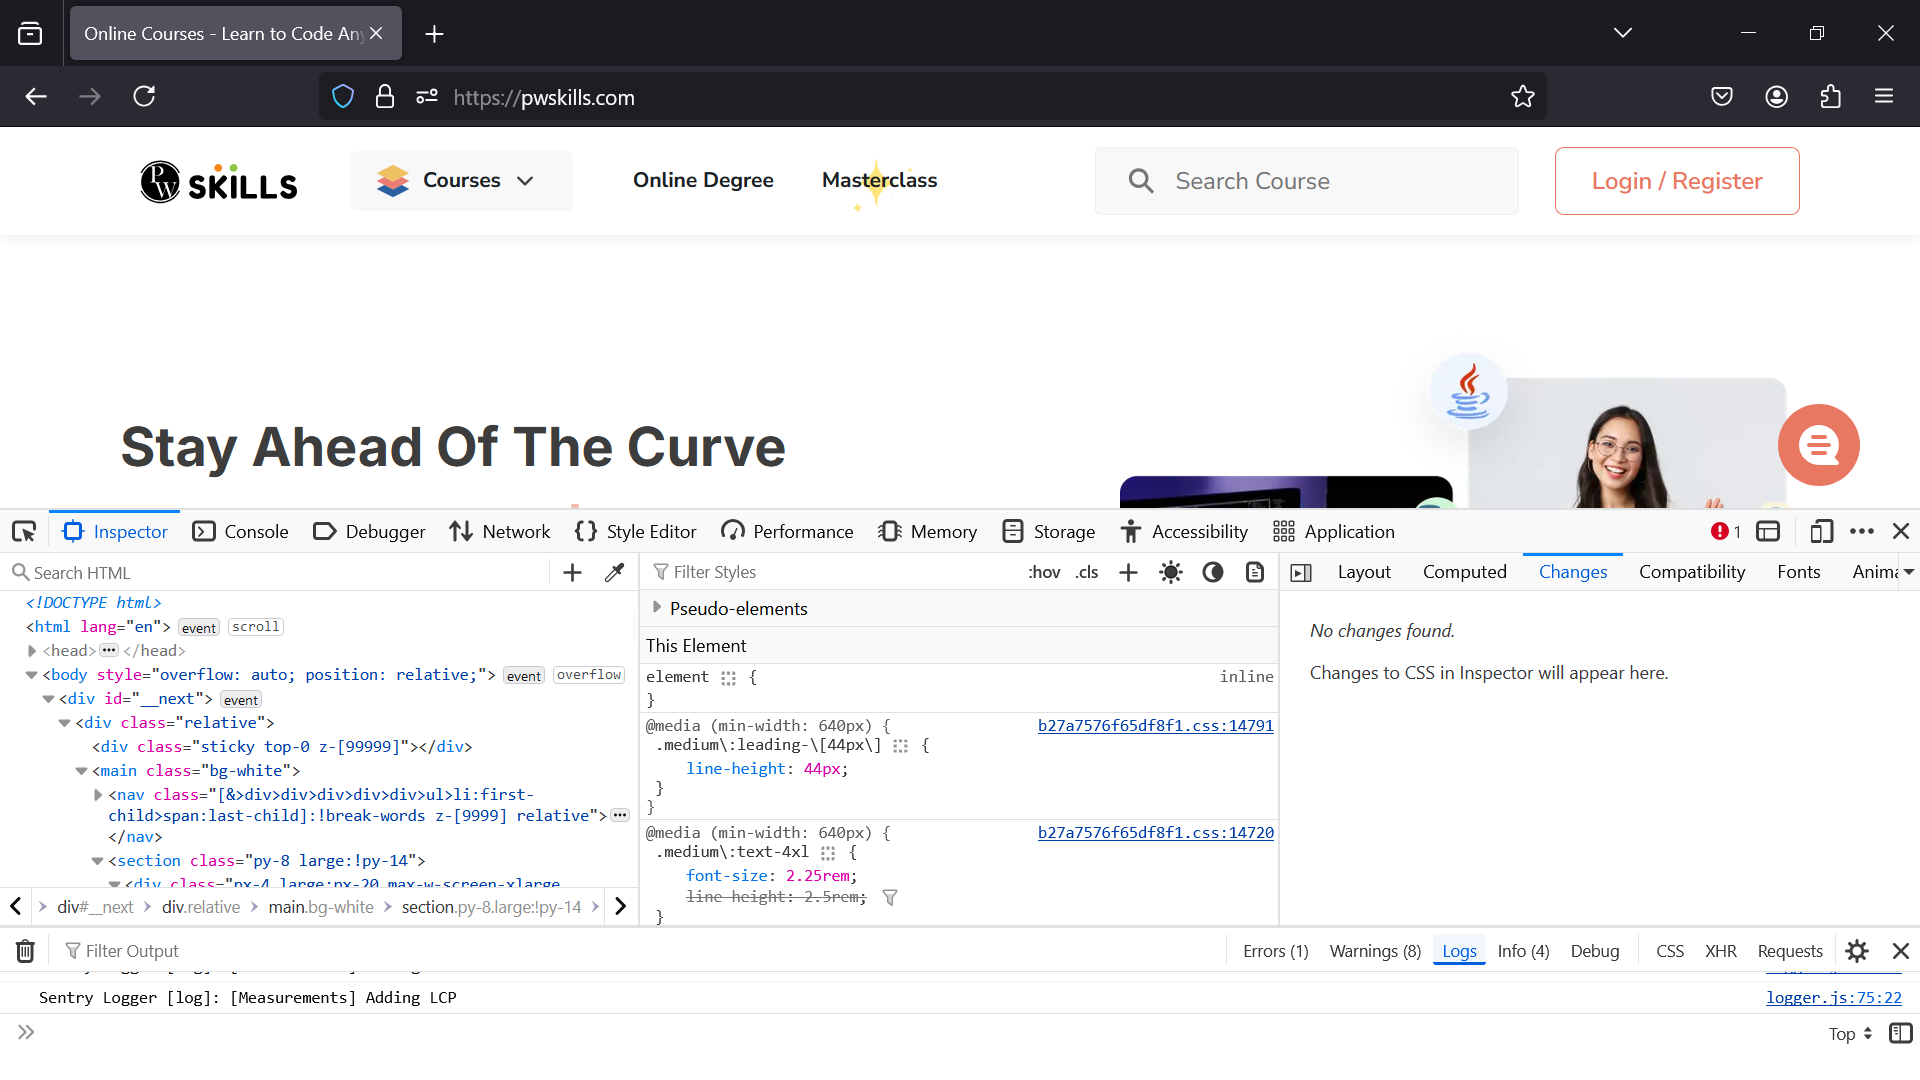 Online Courses - Learn to Code Any
https://pwskills.com
PW SKILLS
Courses
Online Degree
Masterclass
Search Course
Login / Register
Stay Ahead Of The Curve
Inspector
Console
Debugger
Network
Style Editor
Performance
Memory
Storage
Accessibility
Application
1
Search HTML
<!DOCTYPE html>
<html lang="en"> event scroll
<head> ••• </head>
<body style="overflow: auto; position: relative;"> event overflow
<div id="__next"> event
<div class="relative">
<div class="sticky top-0 z-[99999]"></div>
<main class="bg-white">
<nav class="[&>div>div>div>div>div>ul>li:first-
child>span:last-child]:!break-words z-[9999] relative"> •••
</nav>
<section class="py-8 large:!py-14">
<div class="px-4 large:px-20 max-w-screen-xlarge
div#__next
div.relative
main.bg-white
section.py-8.large:!py-14
Filter Styles
:hov .cls
Pseudo-elements
This Element
element { inline
}
@media (min-width: 640px) { b27a7576f65df8f1.css:14791
.medium\:leading-\[44px\] {
line-height: 44px;
}
}
@media (min-width: 640px) { b27a7576f65df8f1.css:14720
.medium\:text-4xl {
font-size: 2.25rem;
line-height: 2.5rem;
}
Layout
Computed
Changes
Compatibility
Fonts
Anima
No changes found.
Changes to CSS in Inspector will appear here.
Filter Output
Errors (1)
Warnings (8)
Logs
Info (4)
Debug
CSS
XHR
Requests
Sentry Logger [log]: [Measurements] Adding LCP logger.js:75:22
Top